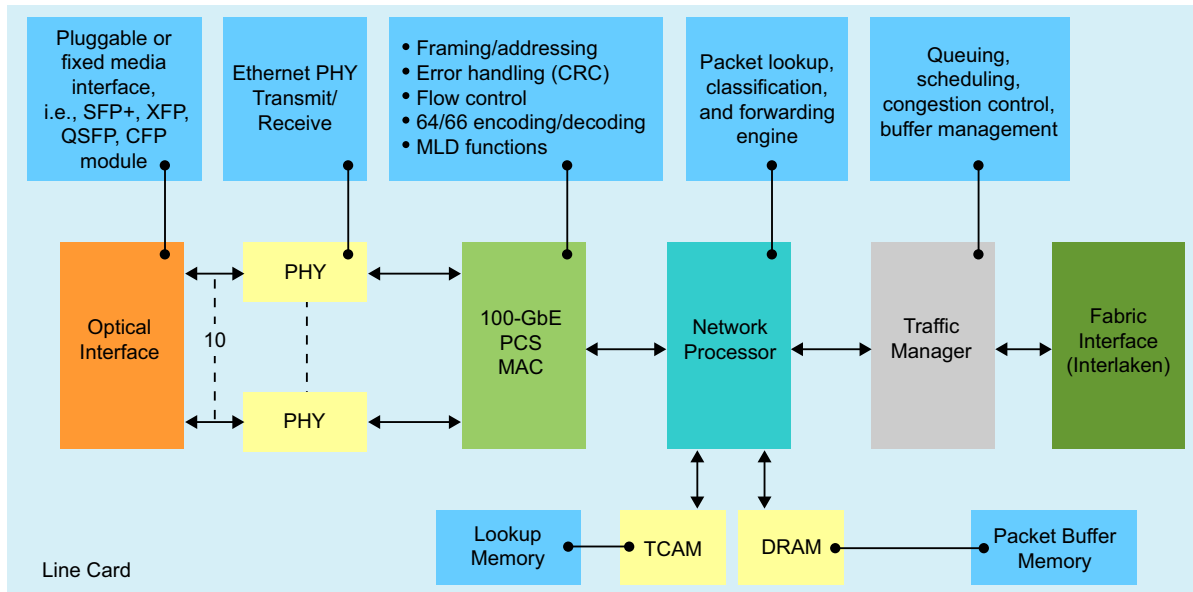 Pluggable or
fixed media
interface,
i.e., SFP+, XFP,
QSFP, CFP
module
Ethernet PHY
Transmit/
Receive
• Framing/addressing
• Error handling (CRC)
• Flow control
• 64/66 encoding/decoding
• MLD functions
Packet lookup,
classification,
and forwarding
engine
Queuing,
scheduling,
congestion control,
buffer management
Optical
Interface
10
PHY
PHY
100-GbE
PCS
MAC
Network
Processor
Traffic
Manager
Fabric
Interface
(Interlaken)
Lookup
Memory
TCAM
DRAM
Packet Buffer
Memory
Line Card